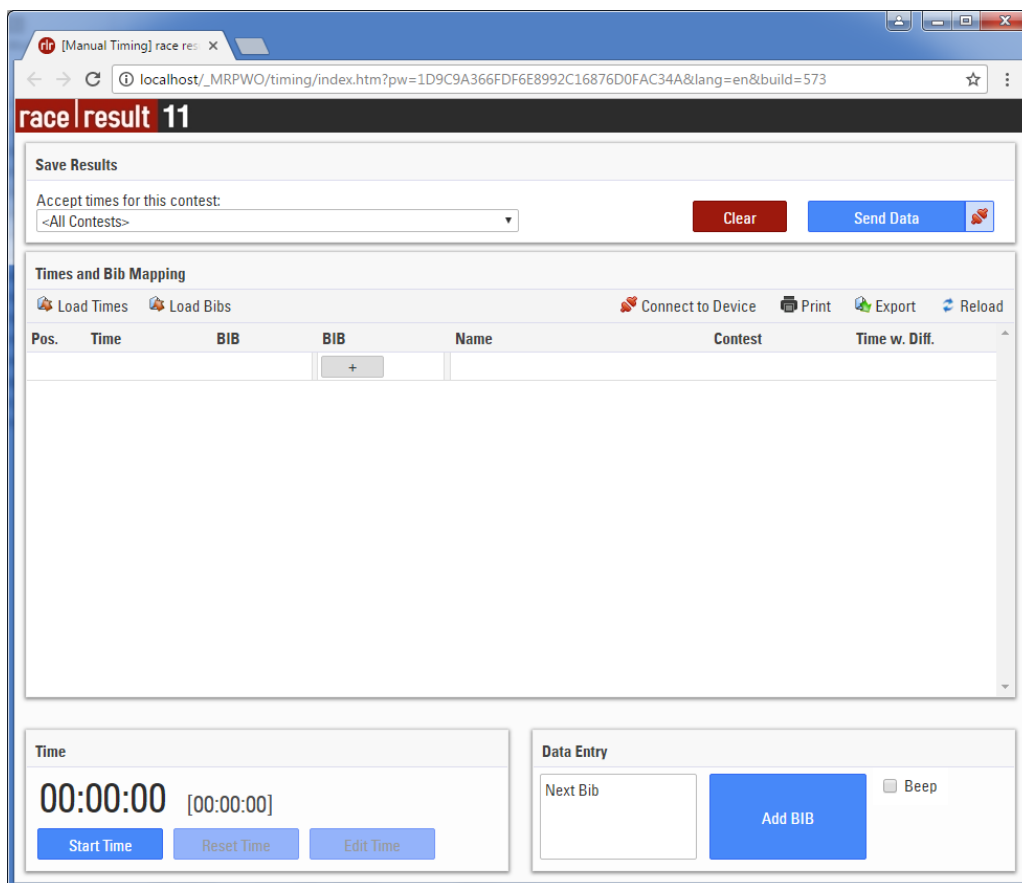 [Manual Timing] race res
localhost/_MRPWO/timing/index.htm?pw=1D9C9A366FDF6E8992C16876D0FAC34A&lang=en&build=573
race result 11
Save Results
Accept times for this contest:
<All Contests>
Clear
Send Data
Times and Bib Mapping
Load Times Load Bibs Connect to Device Print Export Reload
Pos. Time BIB BIB Name Contest Time w. Diff.
+
Time
00:00:00 [00:00:00]
Start Time Reset Time Edit Time
Data Entry
Next Bib
Add BIB
Beep